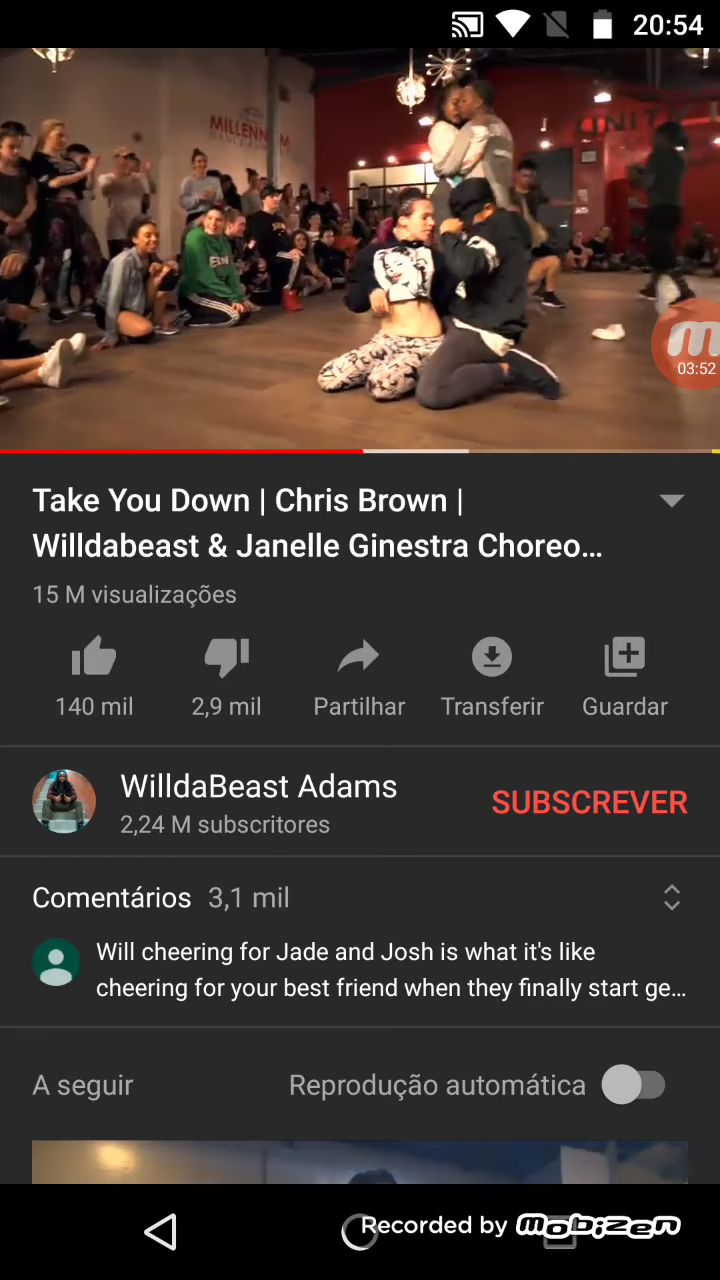 20:54
MILLENNIUM
UNITY
03:52
Take You Down | Chris Brown |
Willdabeast & Janelle Ginestra Choreo...
15 M visualizações
140 mil
2,9 mil
Partilhar
Transferir
Guardar
WilldaBeast Adams
2,24 M subscritores
SUBSCREVER
Comentários 3,1 mil
Will cheering for Jade and Josh is what it's like
cheering for your best friend when they finally start ge...
A seguir
Reprodução automática
Recorded by mobizen